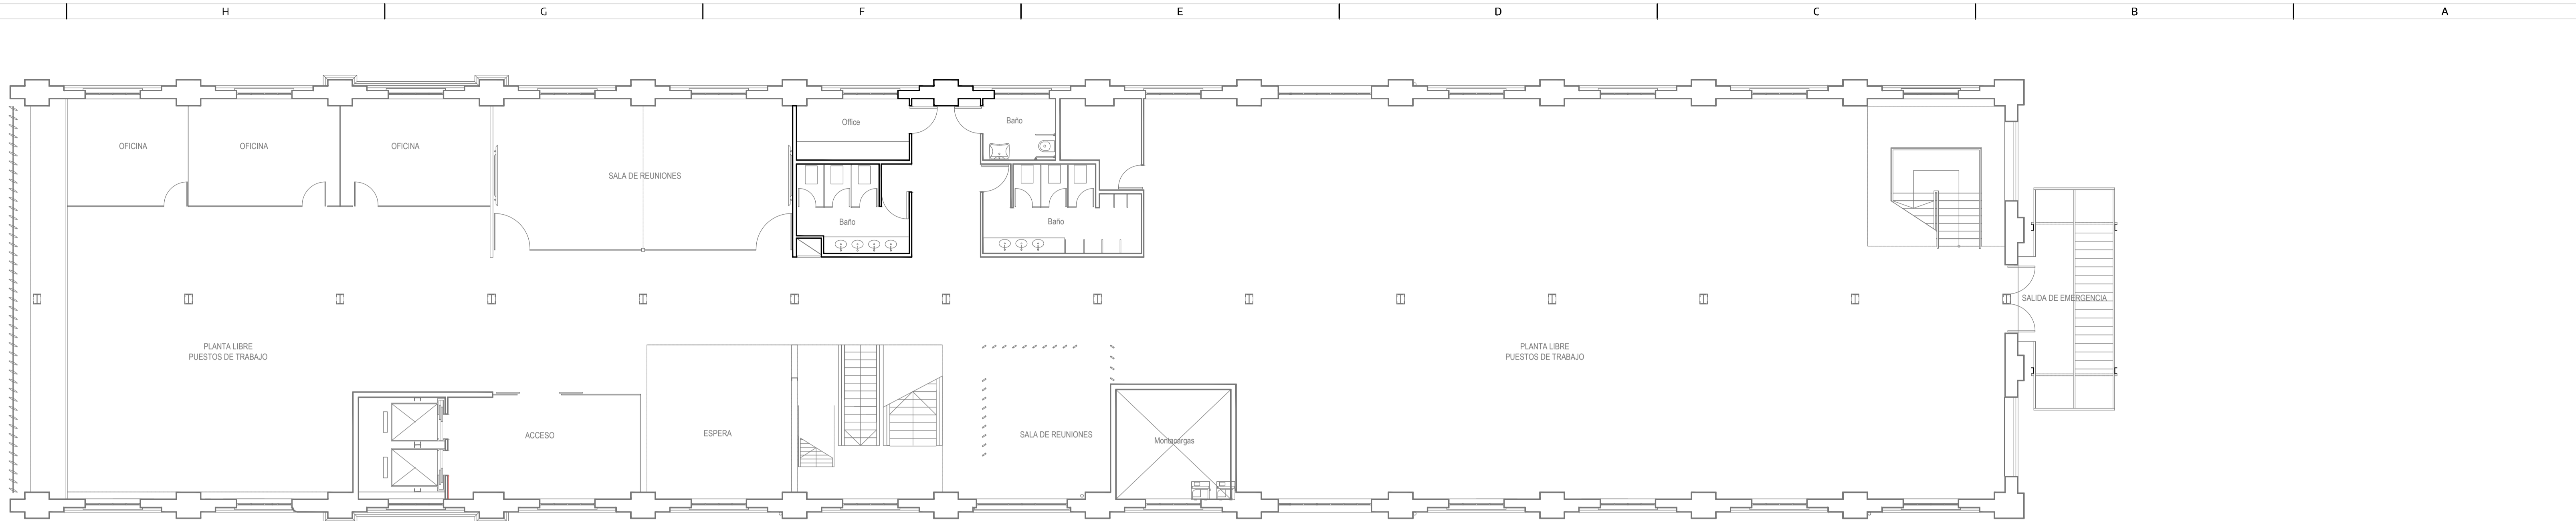 H G F E D C B A
Office
Baño
OFICINA OFICINA OFICINA
SALA DE REUNIONES
Baño
Baño
SALIDA DE EMERGENCIA
PLANTA LIBRE
PUESTOS DE TRABAJO
PLANTA LIBRE
PUESTOS DE TRABAJO
ACCESO
ESPERA
SALA DE REUNIONES
Montacargas